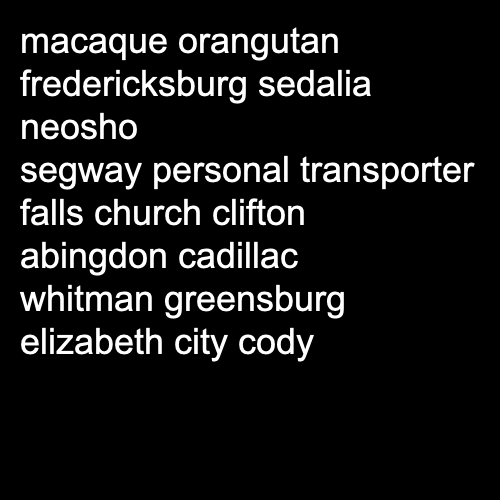 macaque orangutan
fredericksburg sedalia
neosho
segway personal transporter
falls church clifton
abingdon cadillac
whitman greensburg
elizabeth city cody